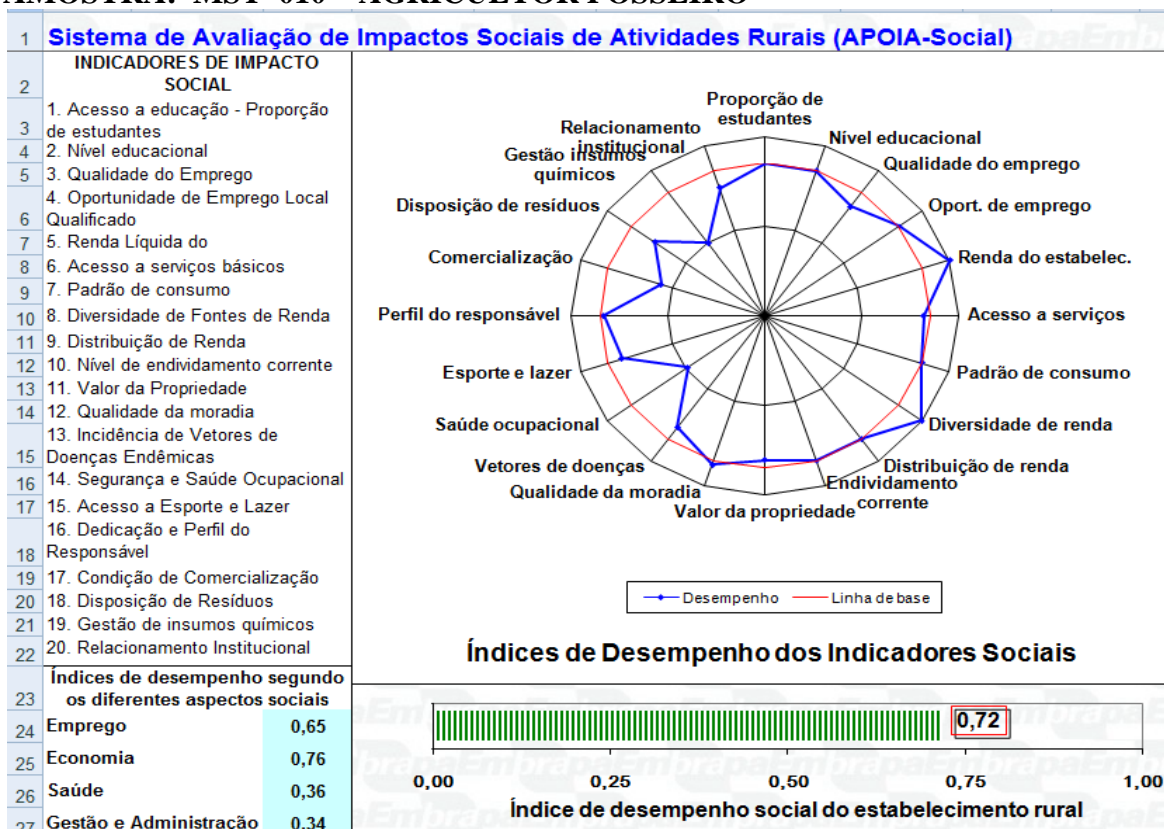 AMOSTRA: MST 010 – AGRICULTOR POSSEIRO
1 Sistema de Avaliação de Impactos Sociais de Atividades Rurais (APOIA-Social)
INDICADORES DE IMPACTO
2 SOCIAL
1. Acesso a educação - Proporção
3 de estudantes
4 2. Nível educacional
5 3. Qualidade do Emprego
4. Oportunidade de Emprego Local
6 Qualificado
7 5. Renda Líquida do
8 6. Acesso a serviços básicos
9 7. Padrão de consumo
10 8. Diversidade de Fontes de Renda
11 9. Distribuição de Renda
12 10. Nível de endividamento corrente
13 11. Valor da Propriedade
14 12. Qualidade da moradia
13. Incidência de Vetores de
15 Doenças Endêmicas
16 14. Segurança e Saúde Ocupacional
17 15. Acesso a Esporte e Lazer
16. Dedicação e Perfil do
18 Responsável
19 17. Condição de Comercialização
20 18. Disposição de Resíduos
21 19. Gestão de insumos químicos
22 20. Relacionamento Institucional
Índices de desempenho segundo
23 os diferentes aspectos sociais
24 Emprego 0,65
25 Economia 0,76
26 Saúde 0,36
27 Gestão e Administração 0,34
Proporção de
estudantes
Nível educacional
Qualidade do emprego
Oport. de emprego
Renda do estabelec.
Acesso a serviços
Padrão de consumo
Diversidade de renda
Distribuição de renda
Endividamento
corrente
Valor da propriedade
Qualidade da moradia
Vetores de doenças
Saúde ocupacional
Esporte e lazer
Perfil do responsável
Comercialização
Disposição de resíduos
Gestão insumos
químicos
Relacionamento
institucional
Desempenho Linha de base
Índices de Desempenho dos Indicadores Sociais
0,72
0,00 0,25 0,50 0,75 1,00
Índice de desempenho social do estabelecimento rural